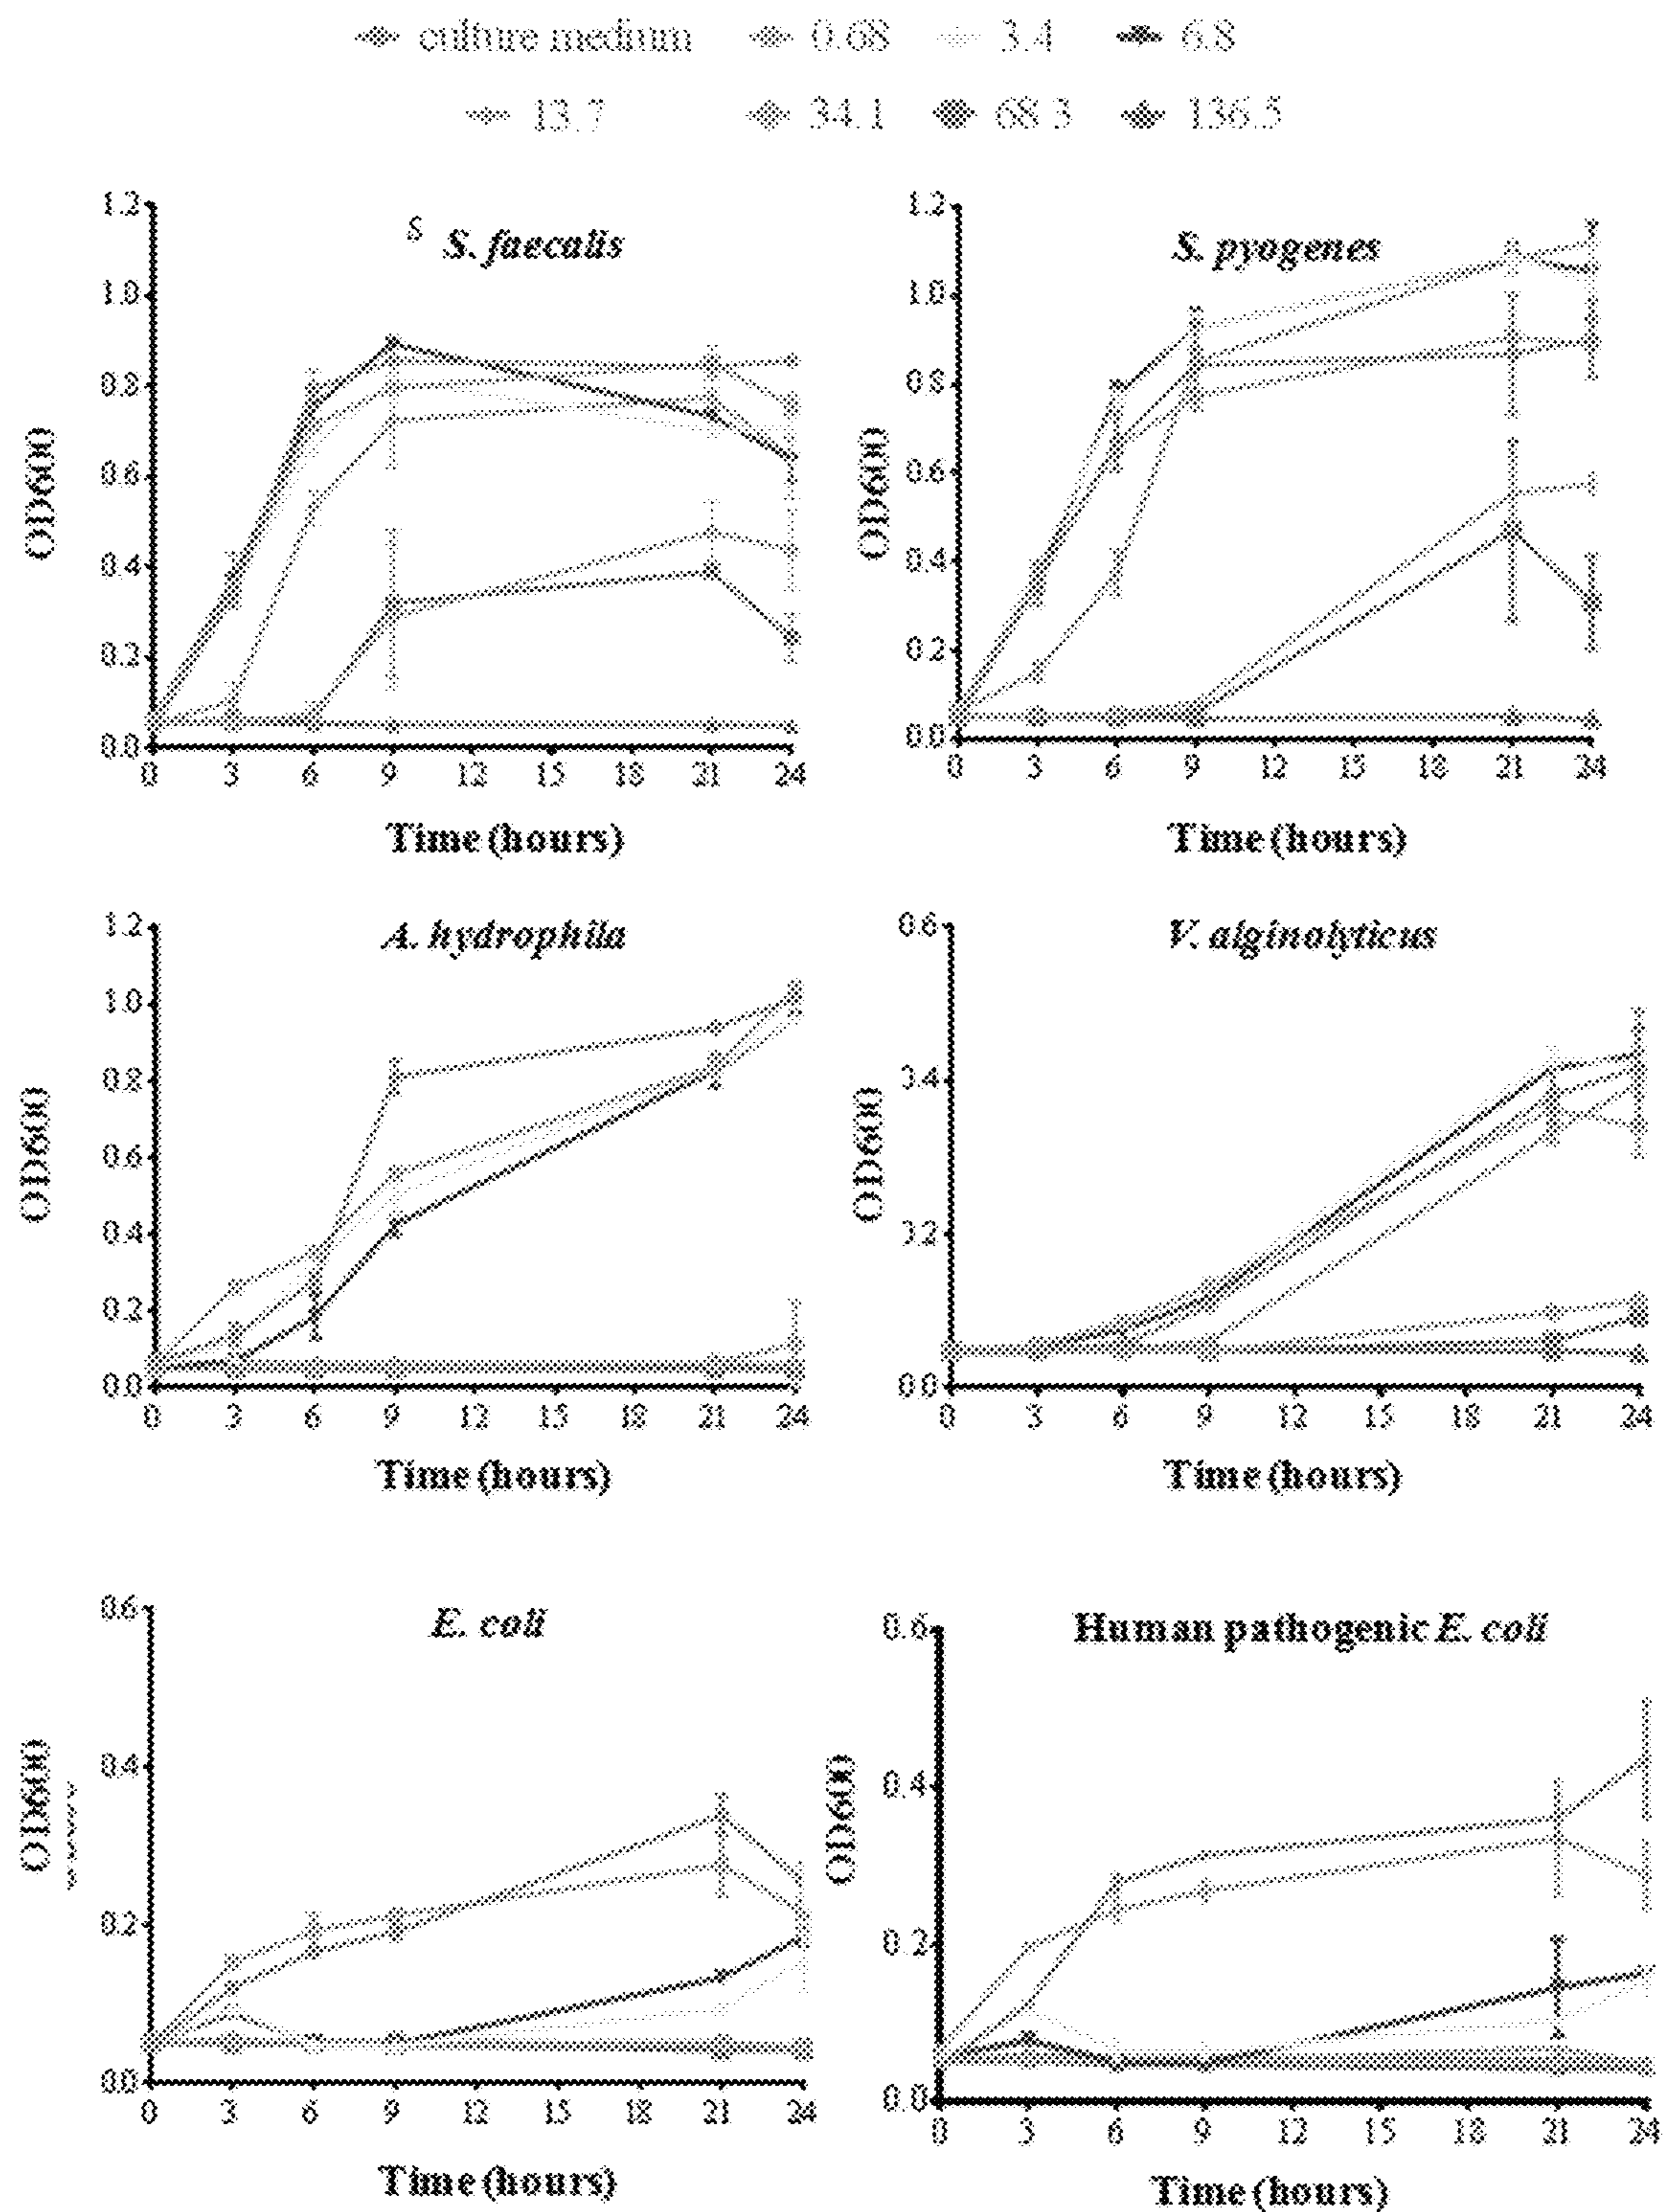 culture medium 0.68 3.4 6.8
13.7 34.1 68.3 136.5
S S. faecalis
1.2
1.0
0.8
0.6
0.4
0.2
0.0
OD600
0 3 6 9 12 15 18 21 24
Time (hours)
S. pyogenes
1.2
1.0
0.8
0.6
0.4
0.2
0.0
OD600
0 3 6 9 12 15 18 21 24
Time (hours)
A. hydrophila
1.2
1.0
0.8
0.6
0.4
0.2
0.0
OD600
0 3 6 9 12 15 18 21 24
Time (hours)
V. alginolyticus
0.6
0.4
0.2
0.0
OD600
0 3 6 9 12 15 18 21 24
Time (hours)
E. coli
0.6
0.4
0.2
0.0
OD600
0 3 6 9 12 15 18 21 24
Time (hours)
Human pathogenic E. coli
0.6
0.4
0.2
0.0
OD600
0 3 6 9 12 15 18 21 24
Time (hours)